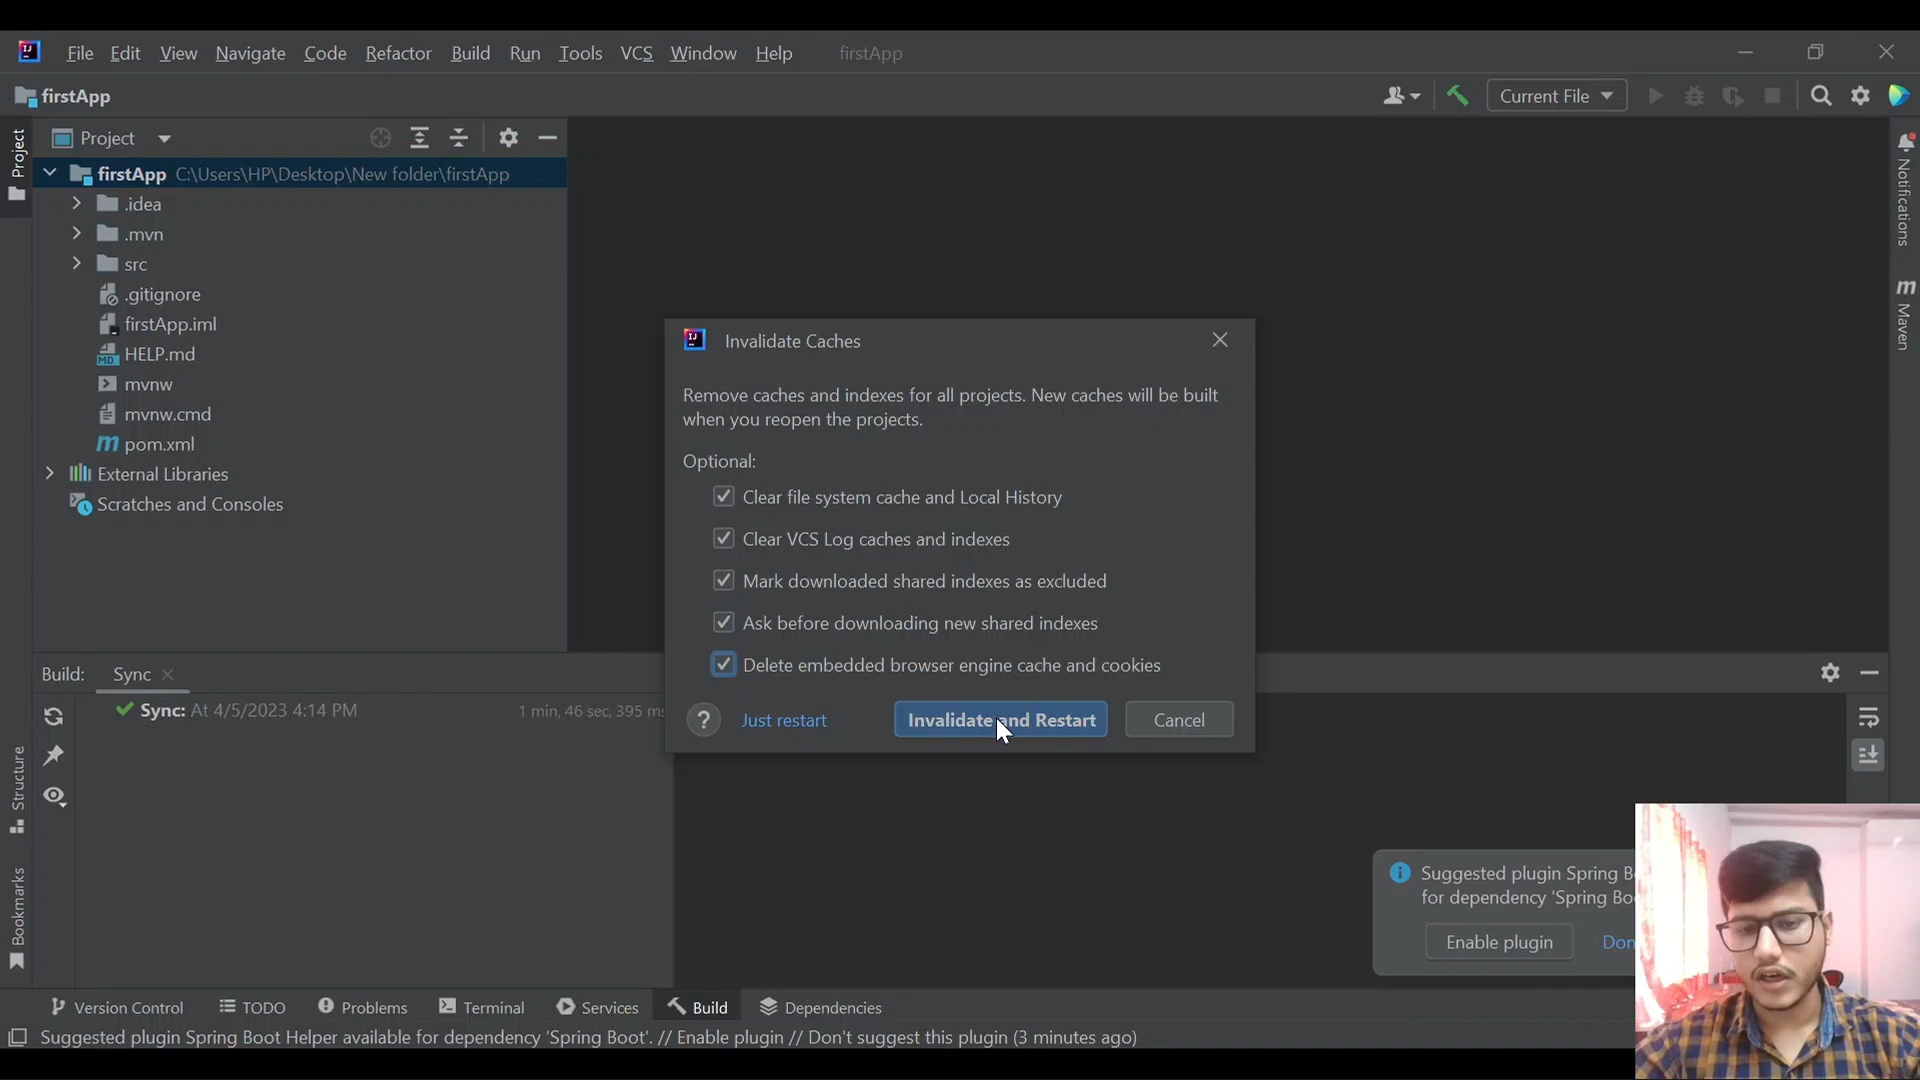 File Edit View Navigate Code Refactor Build Run Tools VCS Window Help firstApp
firstApp
Current File
Project
Project
firstApp C:\Users\HP\Desktop\New folder\firstApp
.idea
.mvn
src
.gitignore
firstApp.iml
HELP.md
mvnw
mvnw.cmd
pom.xml
External Libraries
Scratches and Consoles
Notifications
Maven
Invalidate Caches
Remove caches and indexes for all projects. New caches will be built
when you reopen the projects.
Optional:
Clear file system cache and Local History
Clear VCS Log caches and indexes
Mark downloaded shared indexes as excluded
Ask before downloading new shared indexes
Delete embedded browser engine cache and cookies
? Just restart Invalidate and Restart Cancel
Build: Sync
Sync: At 4/5/2023 4:14 PM 1 min, 46 sec, 395 ms
Structure
Bookmarks
Suggested plugin Spring B
for dependency 'Spring Bo
Enable plugin Don
Version Control TODO Problems Terminal Services Build Dependencies
Suggested plugin Spring Boot Helper available for dependency 'Spring Boot'. // Enable plugin // Don't suggest this plugin (3 minutes ago)